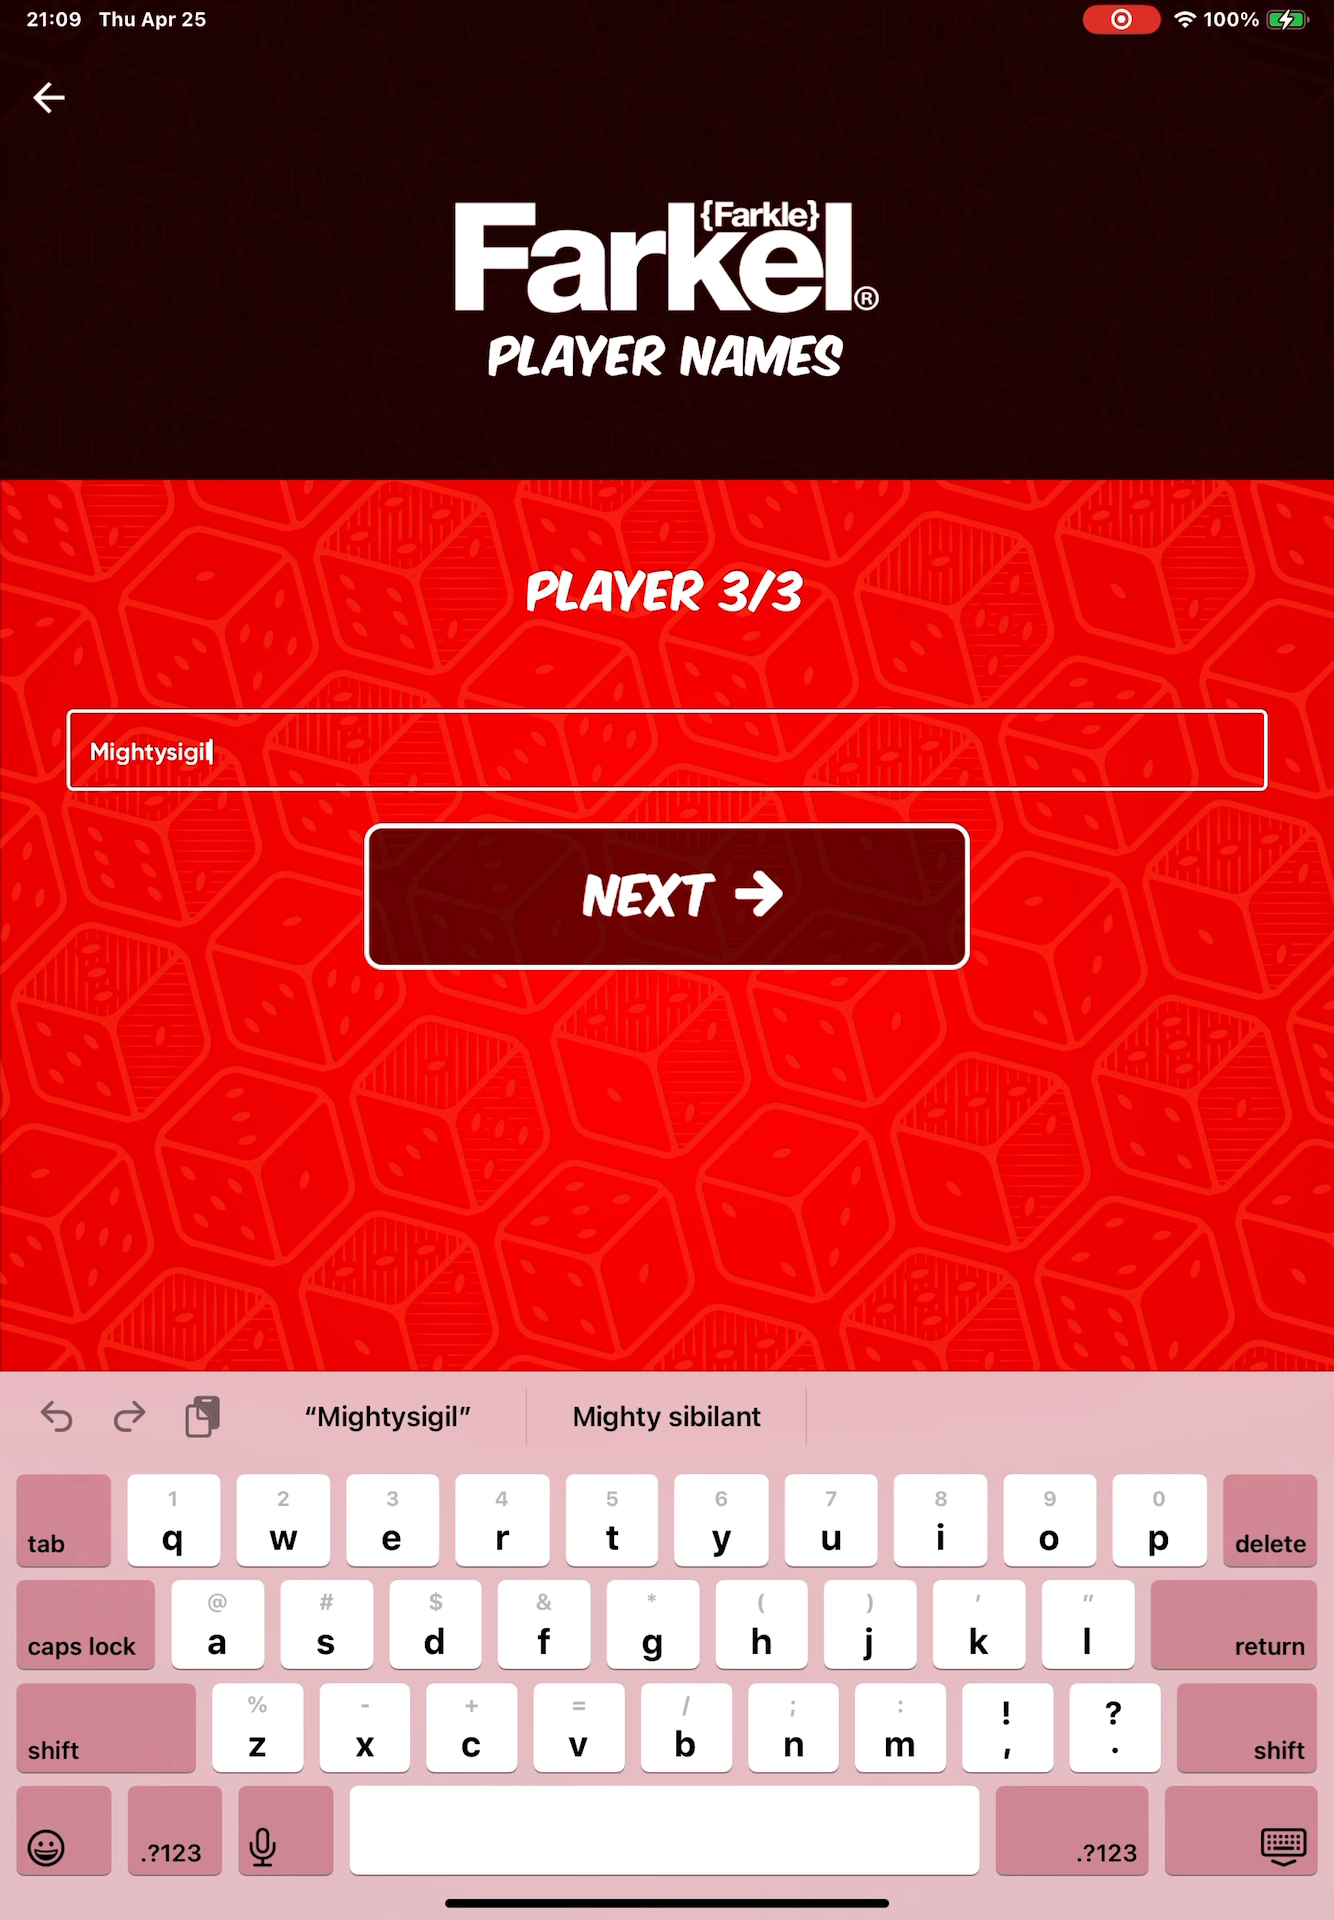 21:09 Thu Apr 25 100%
{Farkle}
Farkel®
PLAYER NAMES
PLAYER 3/3
Mightysigil
NEXT →
“Mightysigil” Mighty sibilant
1 2 3 4 5 6 7 8 9 0
tab q w e r t y u i o p delete
@ # $ & * ( ) ' "
caps lock a s d f g h j k l return
% - + = / ; : ! ?
shift z x c v b n m , . shift
.?123 .?123